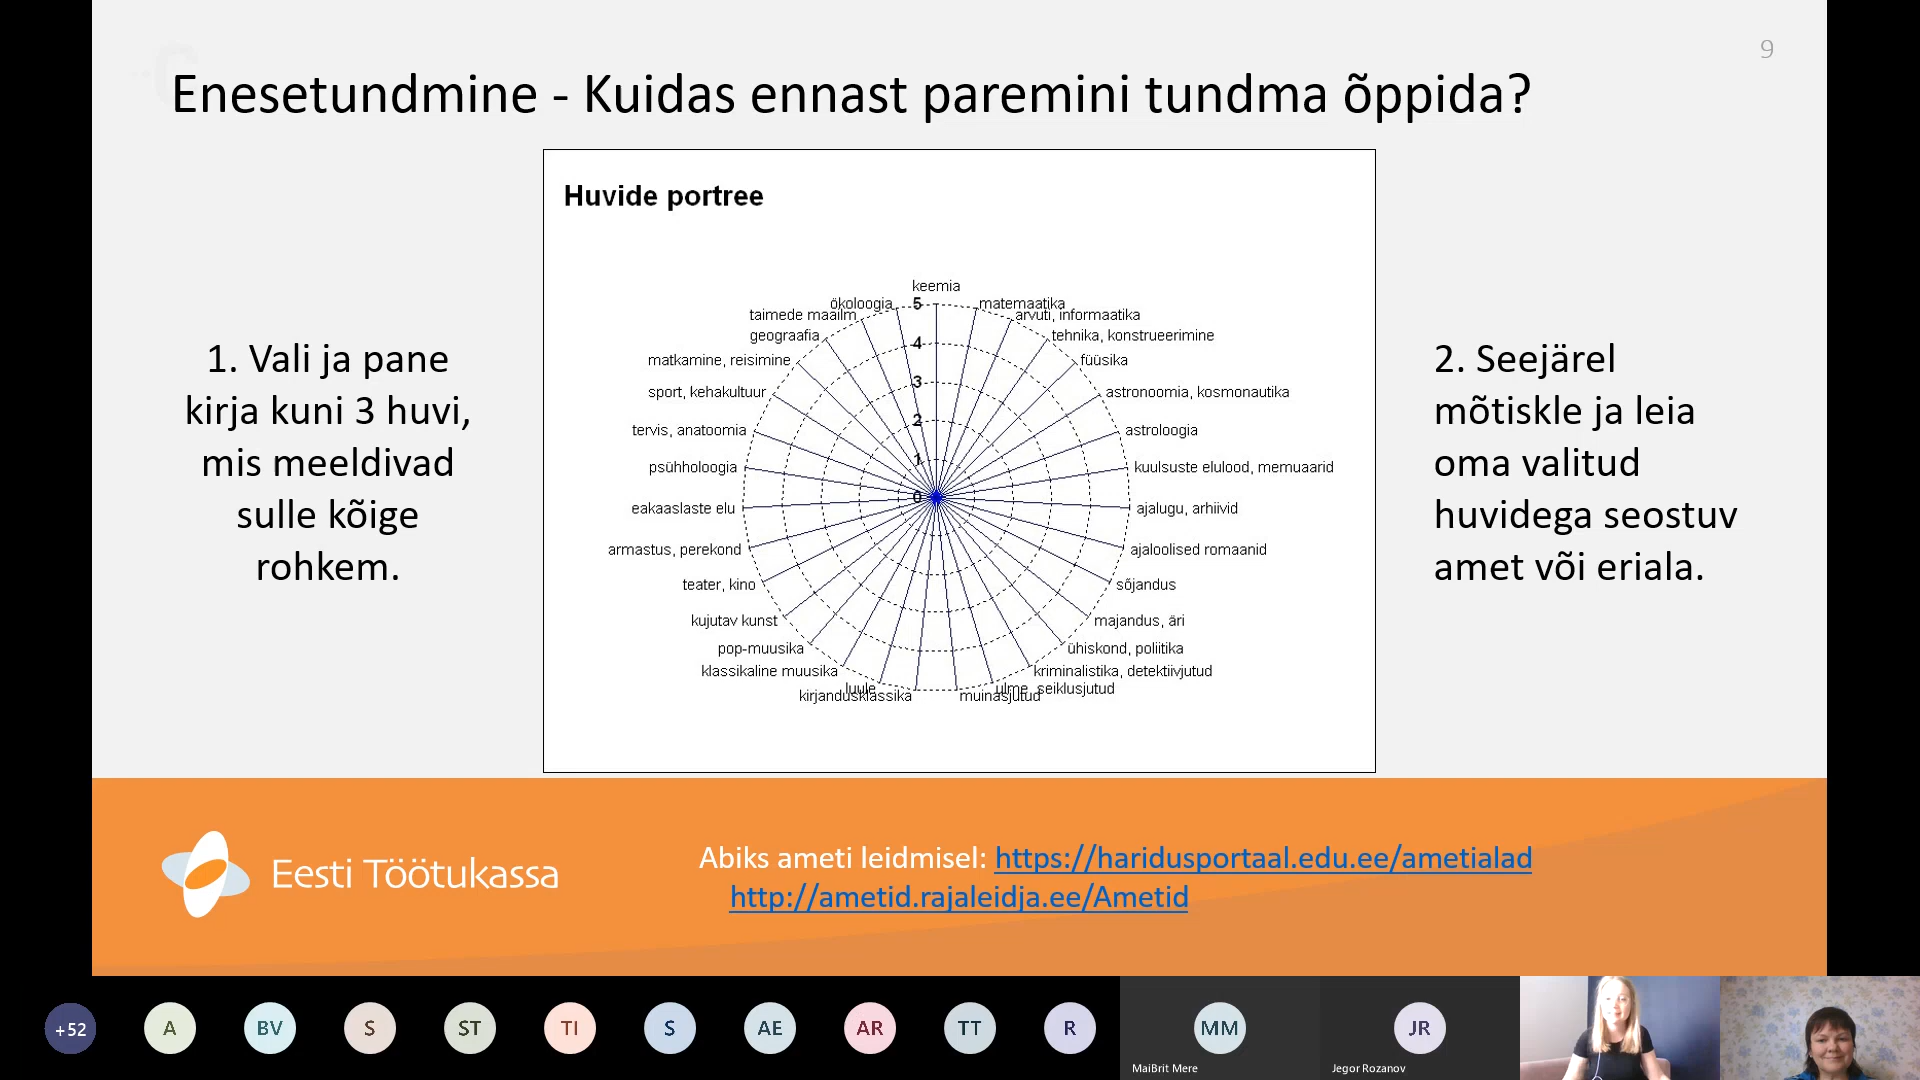 9
Enesetundmine - Kuidas ennast paremini tundma õppida?
1. Vali ja pane
kirja kuni 3 huvi,
mis meeldivad
sulle kõige
rohkem.
Huvide portree
keemia
matemaatika
arvuti, informaatika
tehnika, konstrueerimine
füüsika
astronoomia, kosmonautika
astroloogia
kuulsuste elulood, memuaarid
ajalugu, arhiivid
ajaloolised romaanid
sõjandus
majandus, äri
ühiskond, poliitika
kriminalistika, detektiivjutud
ulme, seiklusjutud
muinasjutud
kirjandusklassika
luule
klassikaline muusika
pop-muusika
kujutav kunst
teater, kino
armastus, perekond
eakaaslaste elu
psühholoogia
tervis, anatoomia
sport, kehakultuur
matkamine, reisimine
geograafia
taimede maailm
ökoloogia
5
4
3
2
1
0
2. Seejärel
mõtiskle ja leia
oma valitud
huvidega seostuv
amet või eriala.
Eesti Töötukassa
Abiks ameti leidmisel: https://haridusportaal.edu.ee/ametialad
http://ametid.rajaleidja.ee/Ametid
+52
A
BV
S
ST
TI
S
AE
AR
TT
R
MM
MaiBrit Mere
JR
Jegor Rozanov